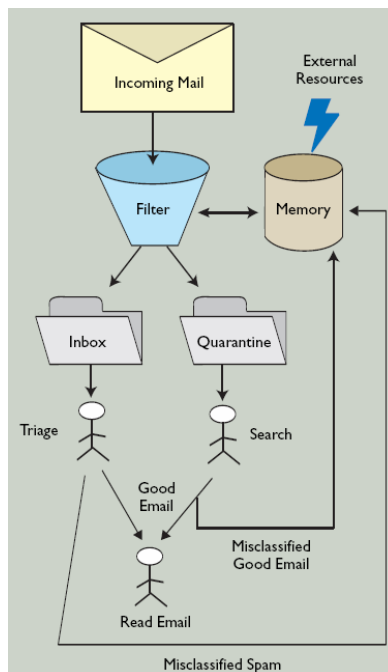 Incoming Mail
External
Resources
Filter
Memory
Inbox
Quarantine
Triage
Search
Good
Email
Misclassified
Good Email
Read Email
Misclassified Spam